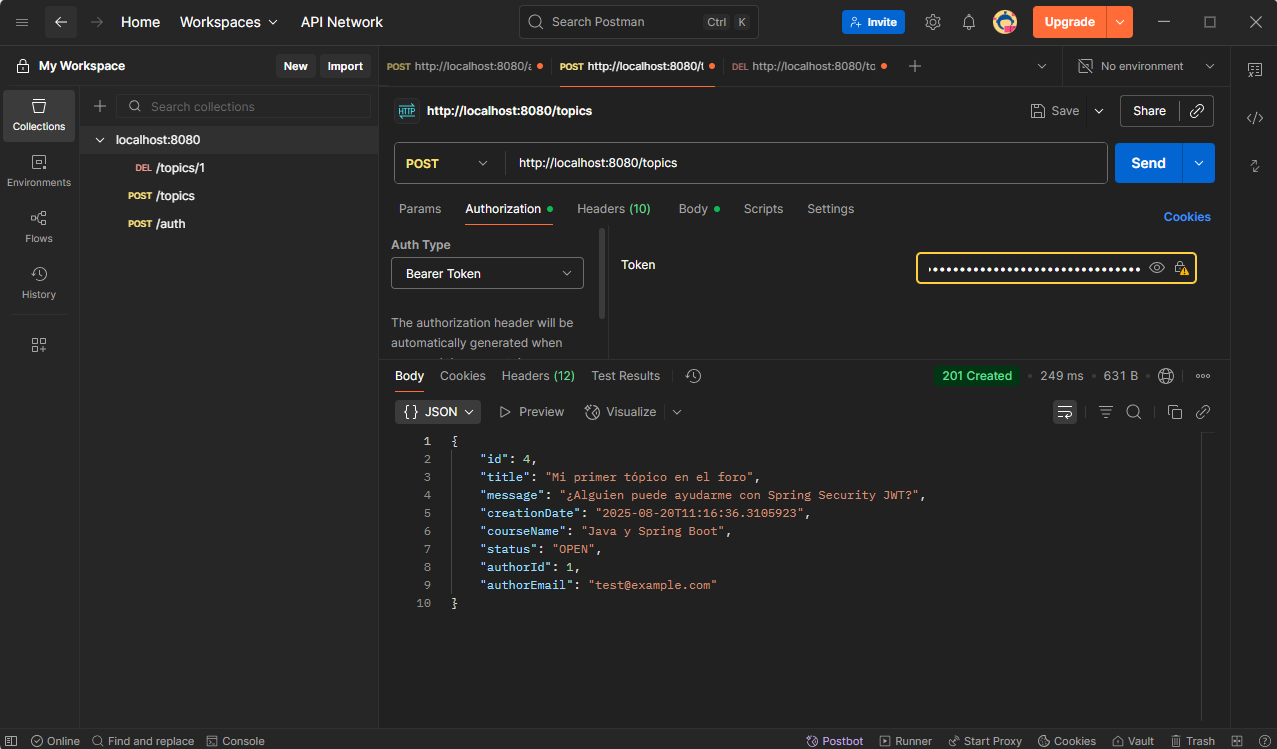 Home Workspaces API Network Search Postman Ctrl K Invite Upgrade
My Workspace New Import POST http://localhost:8080/a POST http://localhost:8080/t DEL http://localhost:8080/to No environment
Collections
Environments
Flows
History
Search collections
localhost:8080
DEL /topics/1
POST /topics
POST /auth
HTTP http://localhost:8080/topics Save Share
POST http://localhost:8080/topics Send
Params Authorization Headers (10) Body Scripts Settings Cookies
Auth Type
Bearer Token
The authorization header will be
automatically generated when
Token
Body Cookies Headers (12) Test Results 201 Created 249 ms 631 B
{} JSON Preview Visualize
1 {
2 "id": 4,
3 "title": "Mi primer tópico en el foro",
4 "message": "¿Alguien puede ayudarme con Spring Security JWT?",
5 "creationDate": "2025-08-20T11:16:36.3105923",
6 "courseName": "Java y Spring Boot",
7 "status": "OPEN",
8 "authorId": 1,
9 "authorEmail": "test@example.com"
10 }
Online Find and replace Console Postbot Runner Start Proxy Cookies Vault Trash